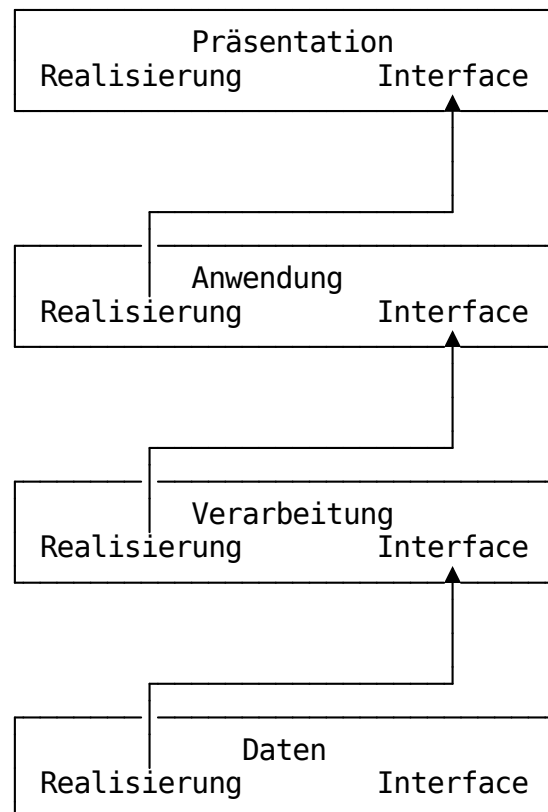 Präsentation
Realisierung Interface
Anwendung
Realisierung Interface
Verarbeitung
Realisierung Interface
Daten
Realisierung Interface